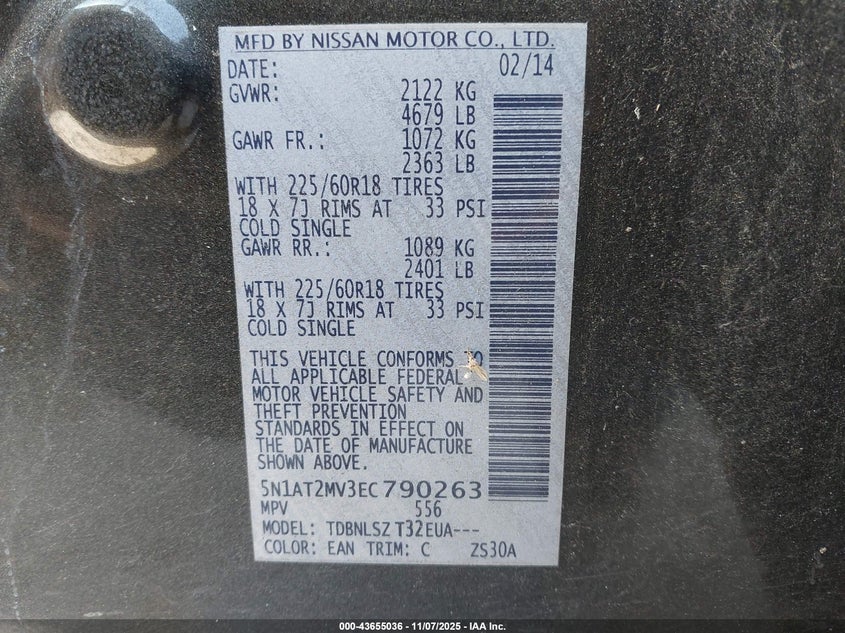 MFD BY NISSAN MOTOR CO., LTD.
DATE: 02/14
GVWR: 2122 KG
4679 LB
GAWR FR.: 1072 KG
2363 LB
WITH 225/60R18 TIRES
18 X 7J RIMS AT 33 PSI
COLD SINGLE
GAWR RR.: 1089 KG
2401 LB
WITH 225/60R18 TIRES
18 X 7J RIMS AT 33 PSI
COLD SINGLE
THIS VEHICLE CONFORMS TO
ALL APPLICABLE FEDERAL
MOTOR VEHICLE SAFETY AND
THEFT PREVENTION
STANDARDS IN EFFECT ON
THE DATE OF MANUFACTURE
SHOWN ABOVE.
5N1AT2MV3EC790263
MPV 556
MODEL: TDBNLSZ T32EUA---
COLOR: EAN TRIM: C ZS30A
000-43655036 - 11/07/2025 - IAA Inc.